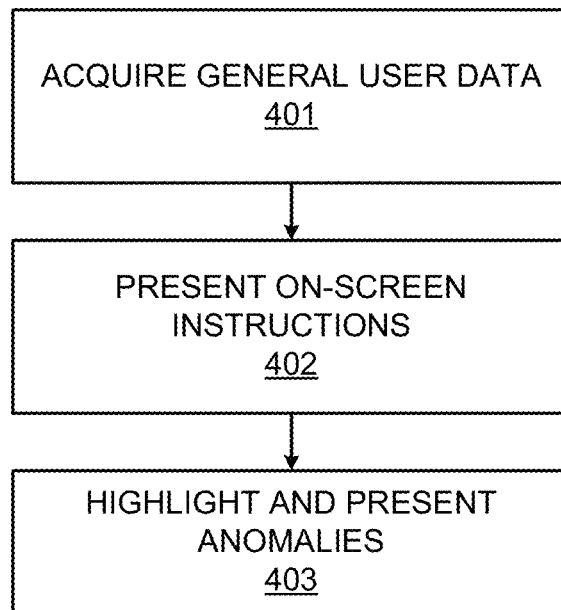 ACQUIRE GENERAL USER DATA
401
PRESENT ON-SCREEN
INSTRUCTIONS
402
HIGHLIGHT AND PRESENT
ANOMALIES
403